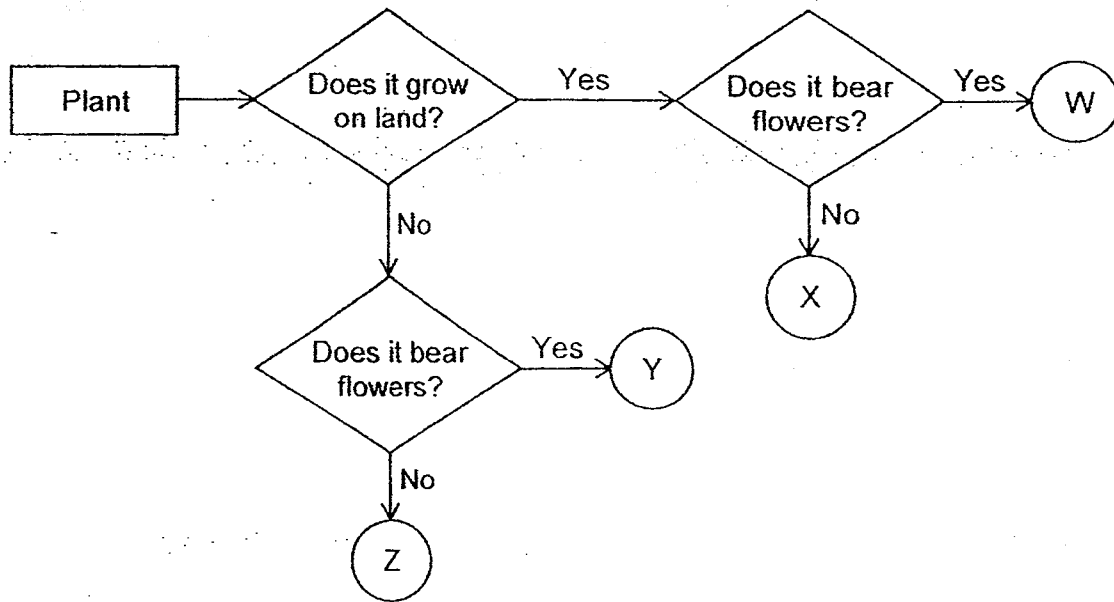 Plant
Does it grow
on land?
Yes
Does it bear
flowers?
Yes
W
No
No
X
Does it bear
flowers?
Yes
Y
No
Z